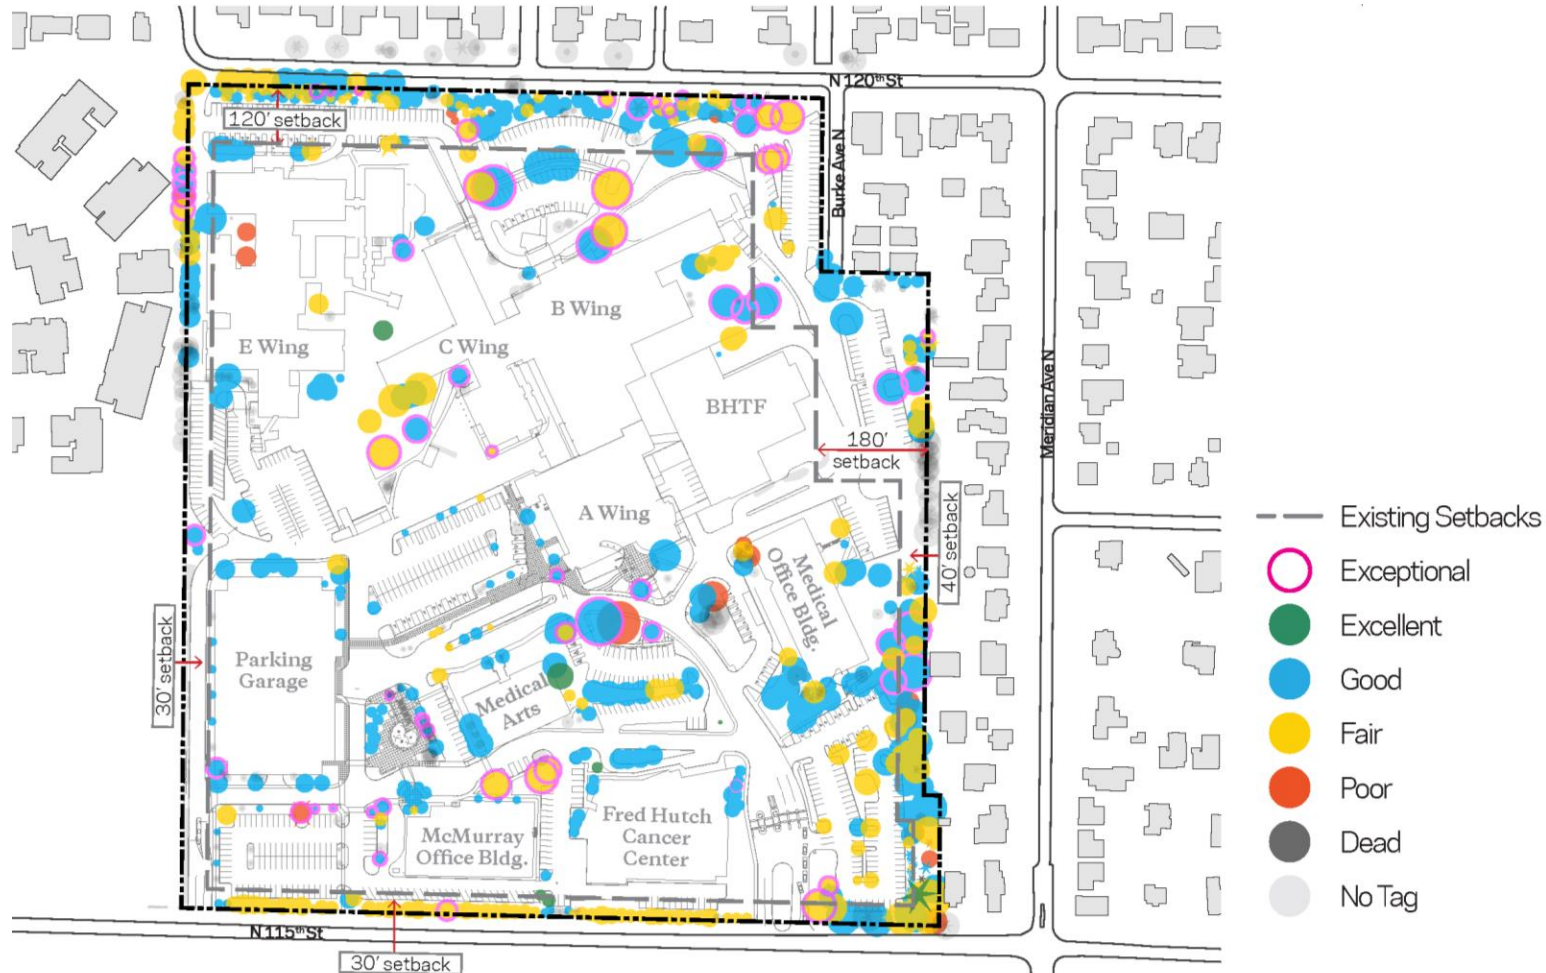 N 120th St
120' setback
Burke Ave N
B Wing
E Wing
C Wing
BHTF
Meridian Ave N
180'
setback
A Wing
40' setback
Medical
Office Bldg.
30' setback
Parking
Garage
Medical
Arts
McMurray
Office Bldg.
Fred Hutch
Cancer
Center
N 115th St
30' setback
Existing Setbacks
Exceptional
Excellent
Good
Fair
Poor
Dead
No Tag